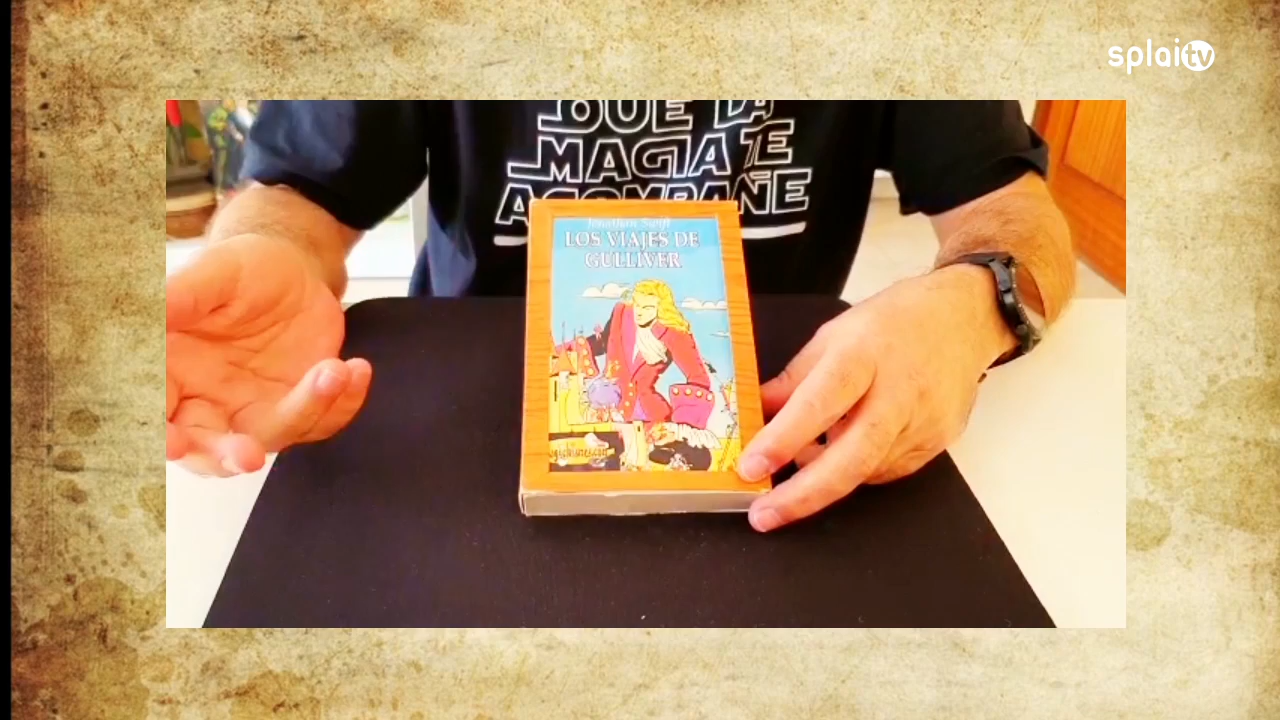 splaitv
QUE LA
MAGIA TE
ACOMPAÑE
Jonathan Swift
LOS VIAJES DE
GULLIVER